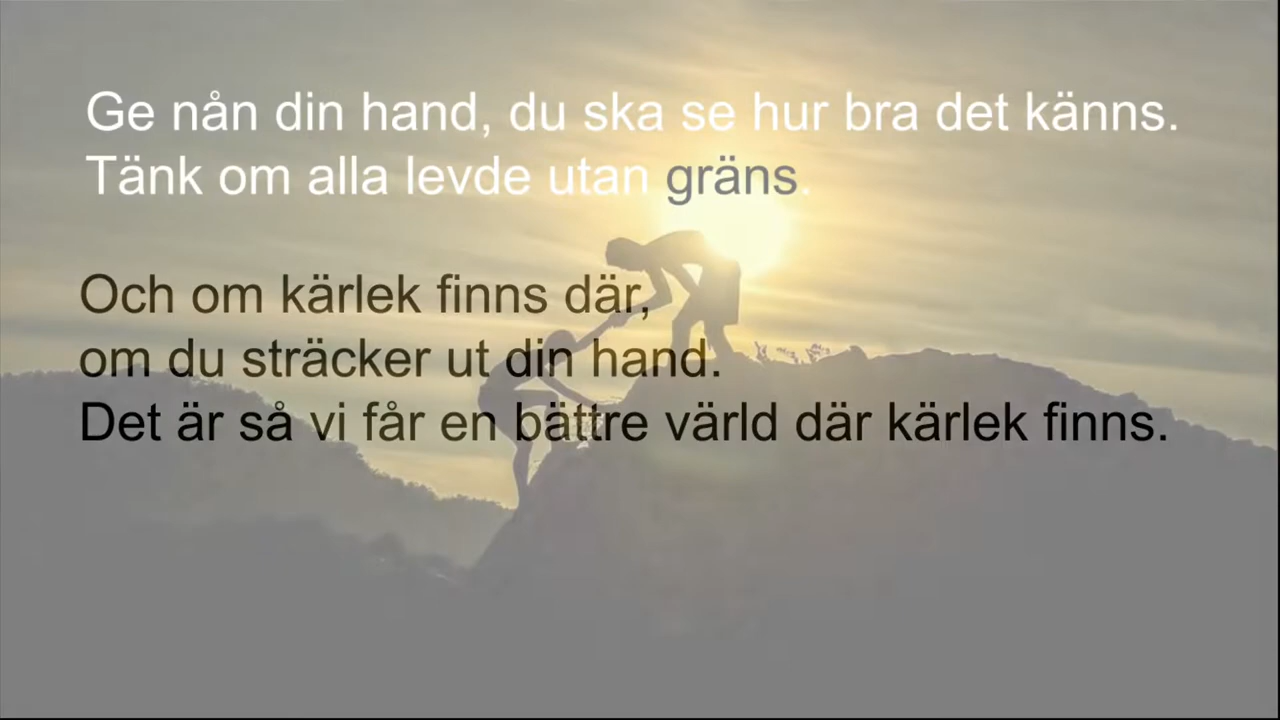 Ge nån din hand, du ska se hur bra det känns.
Tänk om alla levde utan gräns.
Och om kärlek finns där,
om du sträcker ut din hand.
Det är så vi får en bättre värld där kärlek finns.